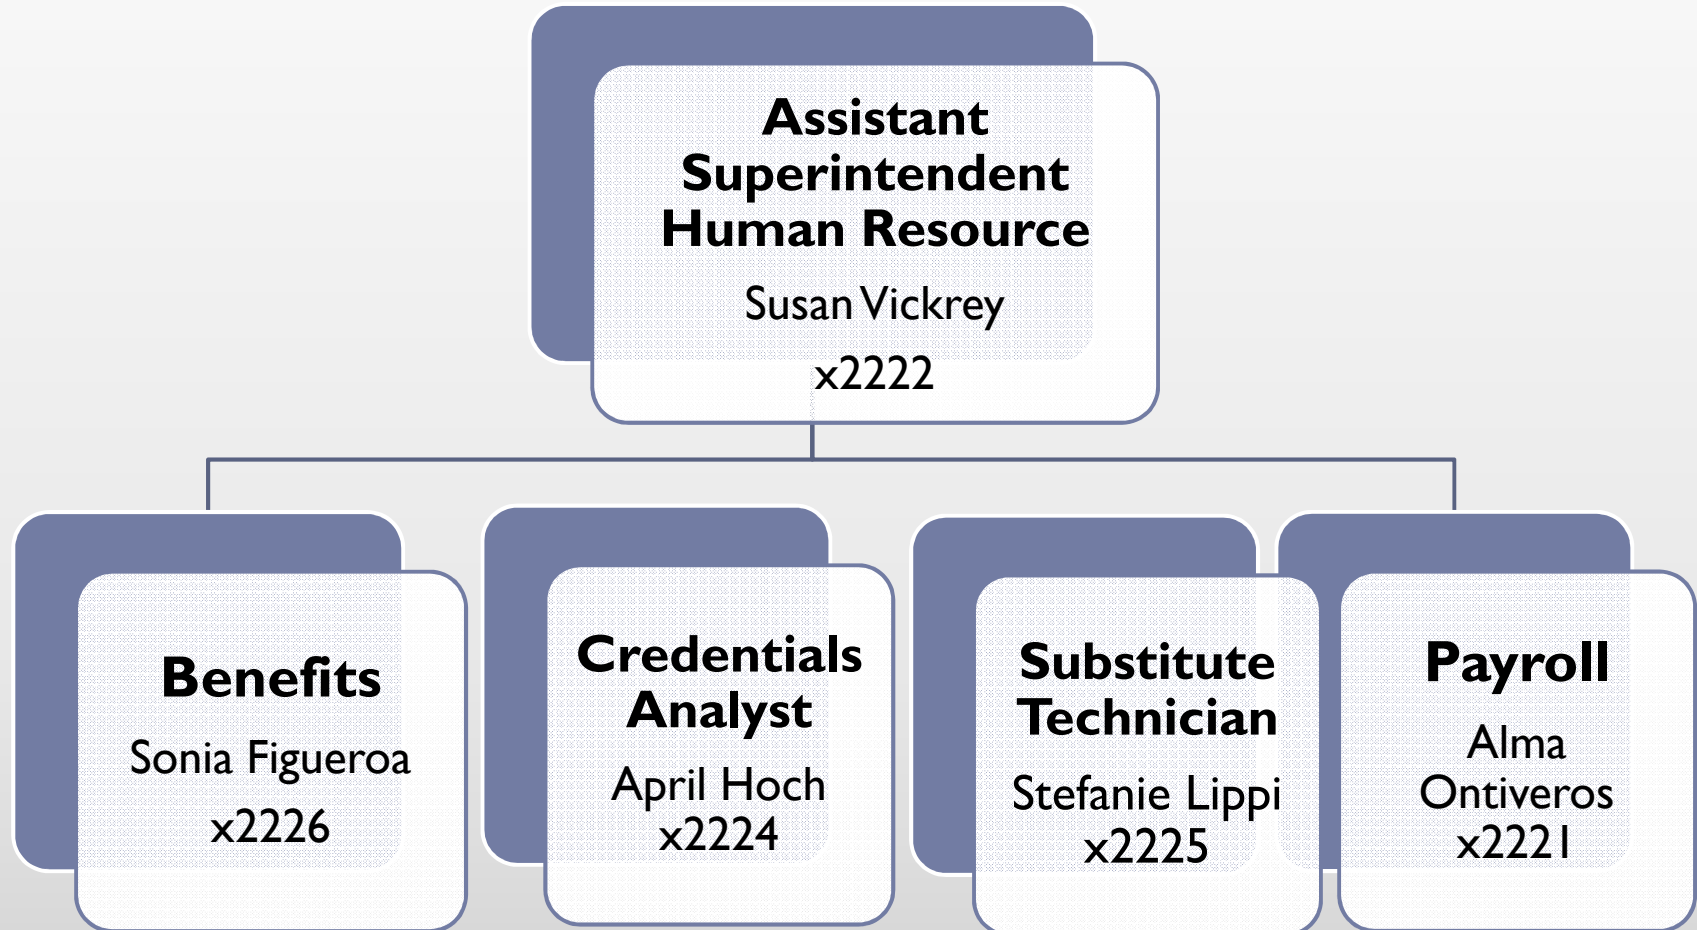 Assistant
Superintendent
Human Resource
Susan Vickrey
x2222
Benefits
Sonia Figueroa
x2226
Credentials
Analyst
April Hoch
x2224
Substitute
Technician
Stefanie Lippi
x2225
Payroll
Alma
Ontiveros
x2221